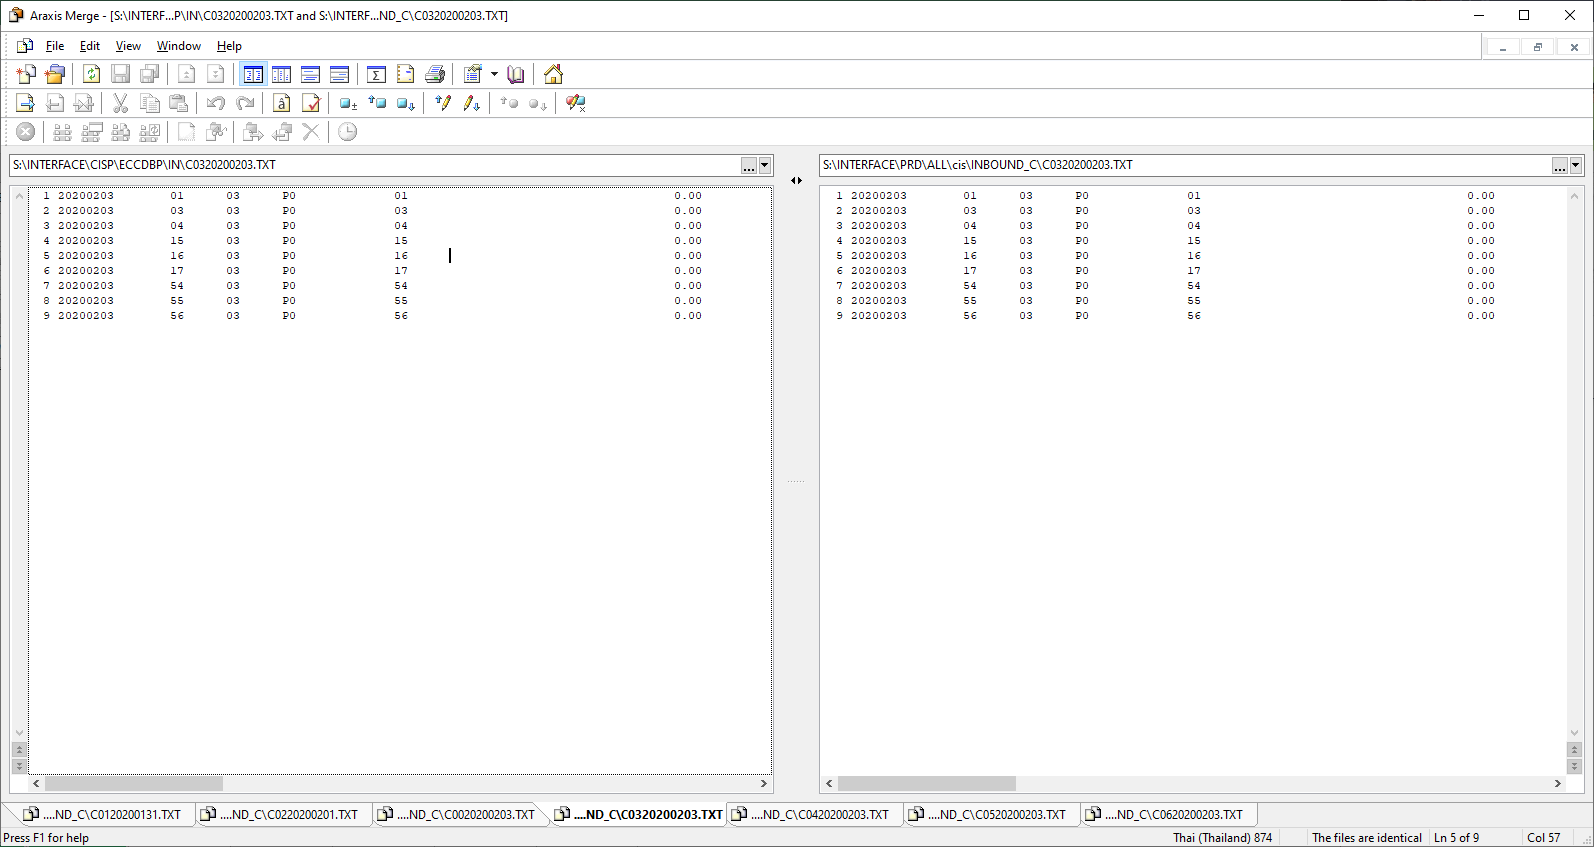 Araxis Merge - [S:\INTERF...P\IN\C0320200203.TXT and S:\INTERF...ND_C\C0320200203.TXT]
File Edit View Window Help
S:\INTERFACE\CISP\ECCDBP\IN\C0320200203.TXT ...
1 20200203 01 03 P0 01 0.00
2 20200203 03 03 P0 03 0.00
3 20200203 04 03 P0 04 0.00
4 20200203 15 03 P0 15 0.00
5 20200203 16 03 P0 16 0.00
6 20200203 17 03 P0 17 0.00
7 20200203 54 03 P0 54 0.00
8 20200203 55 03 P0 55 0.00
9 20200203 56 03 P0 56 0.00
S:\INTERFACE\PRD\ALL\cis\INBOUND_C\C0320200203.TXT ...
1 20200203 01 03 P0 01 0.00
2 20200203 03 03 P0 03 0.00
3 20200203 04 03 P0 04 0.00
4 20200203 15 03 P0 15 0.00
5 20200203 16 03 P0 16 0.00
6 20200203 17 03 P0 17 0.00
7 20200203 54 03 P0 54 0.00
8 20200203 55 03 P0 55 0.00
9 20200203 56 03 P0 56 0.00
....ND_C\C0120200131.TXT ....ND_C\C0220200201.TXT ....ND_C\C0020200203.TXT ....ND_C\C0320200203.TXT ....ND_C\C0420200203.TXT ....ND_C\C0520200203.TXT ....ND_C\C0620200203.TXT
Press F1 for help Thai (Thailand) 874 The files are identical Ln 5 of 9 Col 57